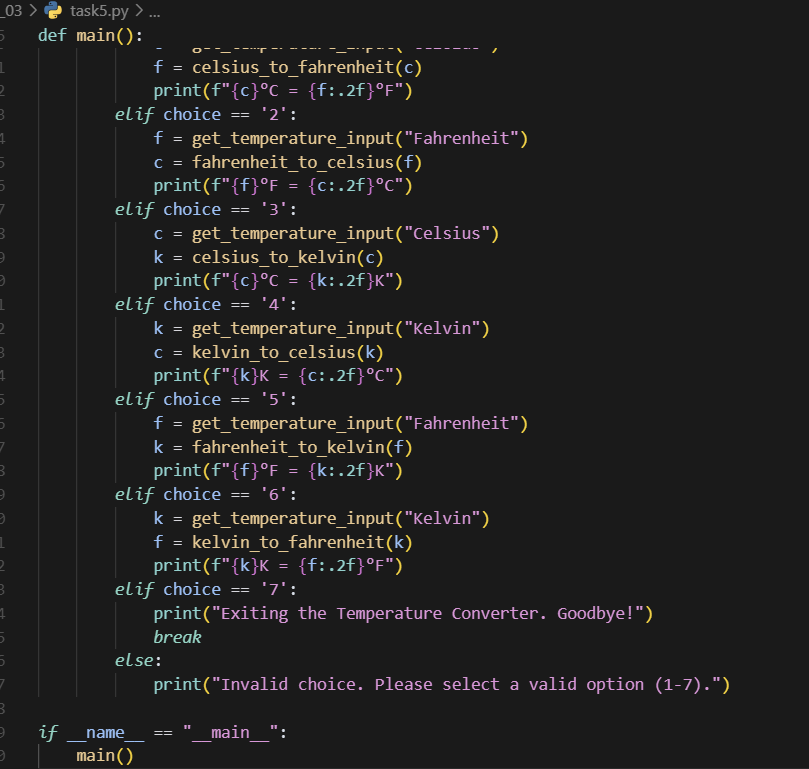 _03 > task5.py > ...
def main():
f = celsius_to_fahrenheit(c)
print(f"{c}°C = {f:.2f}°F")
elif choice == '2':
f = get_temperature_input("Fahrenheit")
c = fahrenheit_to_celsius(f)
print(f"{f}°F = {c:.2f}°C")
elif choice == '3':
c = get_temperature_input("Celsius")
k = celsius_to_kelvin(c)
print(f"{c}°C = {k:.2f}K")
elif choice == '4':
k = get_temperature_input("Kelvin")
c = kelvin_to_celsius(k)
print(f"{k}K = {c:.2f}°C")
elif choice == '5':
f = get_temperature_input("Fahrenheit")
k = fahrenheit_to_kelvin(f)
print(f"{f}°F = {k:.2f}K")
elif choice == '6':
k = get_temperature_input("Kelvin")
f = kelvin_to_fahrenheit(k)
print(f"{k}K = {f:.2f}°F")
elif choice == '7':
print("Exiting the Temperature Converter. Goodbye!")
break
else:
print("Invalid choice. Please select a valid option (1-7).")
if __name__ == "__main__":
main()